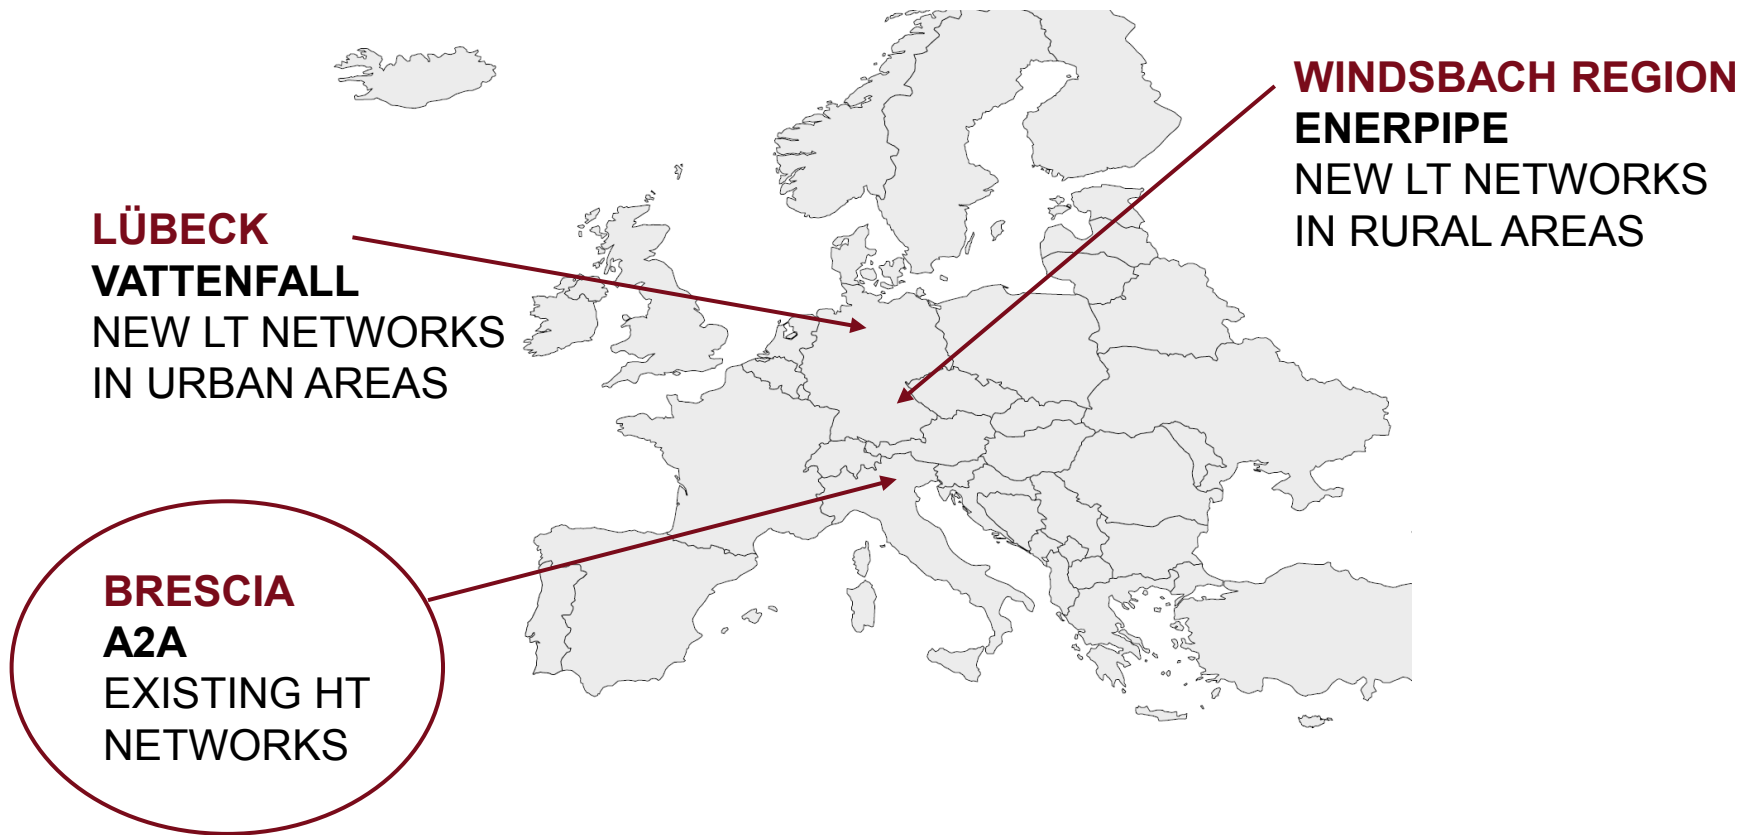 WINDSBACH REGION
ENERPIPE
NEW LT NETWORKS
IN RURAL AREAS
LÜBECK
VATTENFALL
NEW LT NETWORKS
IN URBAN AREAS
BRESCIA
A2A
EXISTING HT
NETWORKS